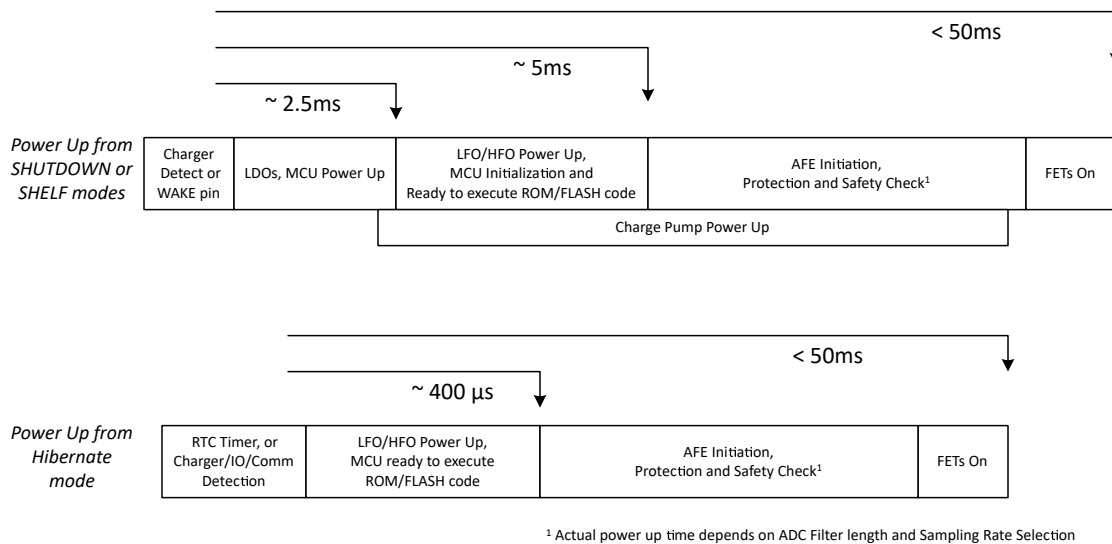 < 50ms
~ 5ms
~ 2.5ms
Power Up from
SHUTDOWN or
SHELF modes
Charger
Detect or
WAKE pin
LDOs, MCU Power Up
LFO/HFO Power Up,
MCU Initialization and
Ready to execute ROM/FLASH code
AFE Initiation,
Protection and Safety Check¹
FETs On
Charge Pump Power Up
< 50ms
~ 400 µs
Power Up from
Hibernate
mode
RTC Timer, or
Charger/IO/Comm
Detection
LFO/HFO Power Up,
MCU ready to execute
ROM/FLASH code
AFE Initiation,
Protection and Safety Check¹
FETs On
¹ Actual power up time depends on ADC Filter length and Sampling Rate Selection